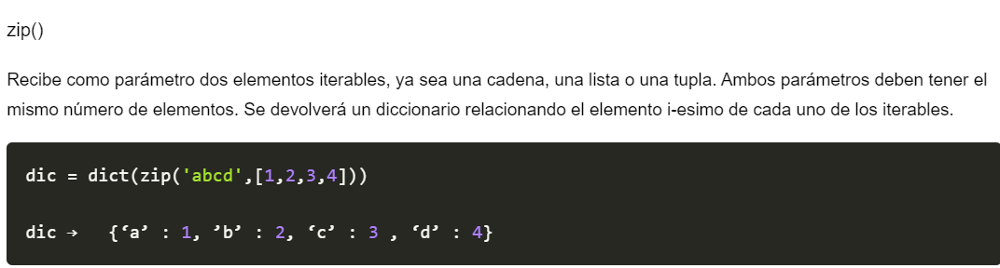 zip()
Recibe como parámetro dos elementos iterables, ya sea una cadena, una lista o una tupla. Ambos parámetros deben tener el
mismo número de elementos. Se devolverá un diccionario relacionando el elemento i-esimo de cada uno de los iterables.
dic = dict(zip('abcd',[1,2,3,4]))
dic → {‘a’ : 1, ’b’ : 2, ‘c’ : 3 , ‘d’ : 4}